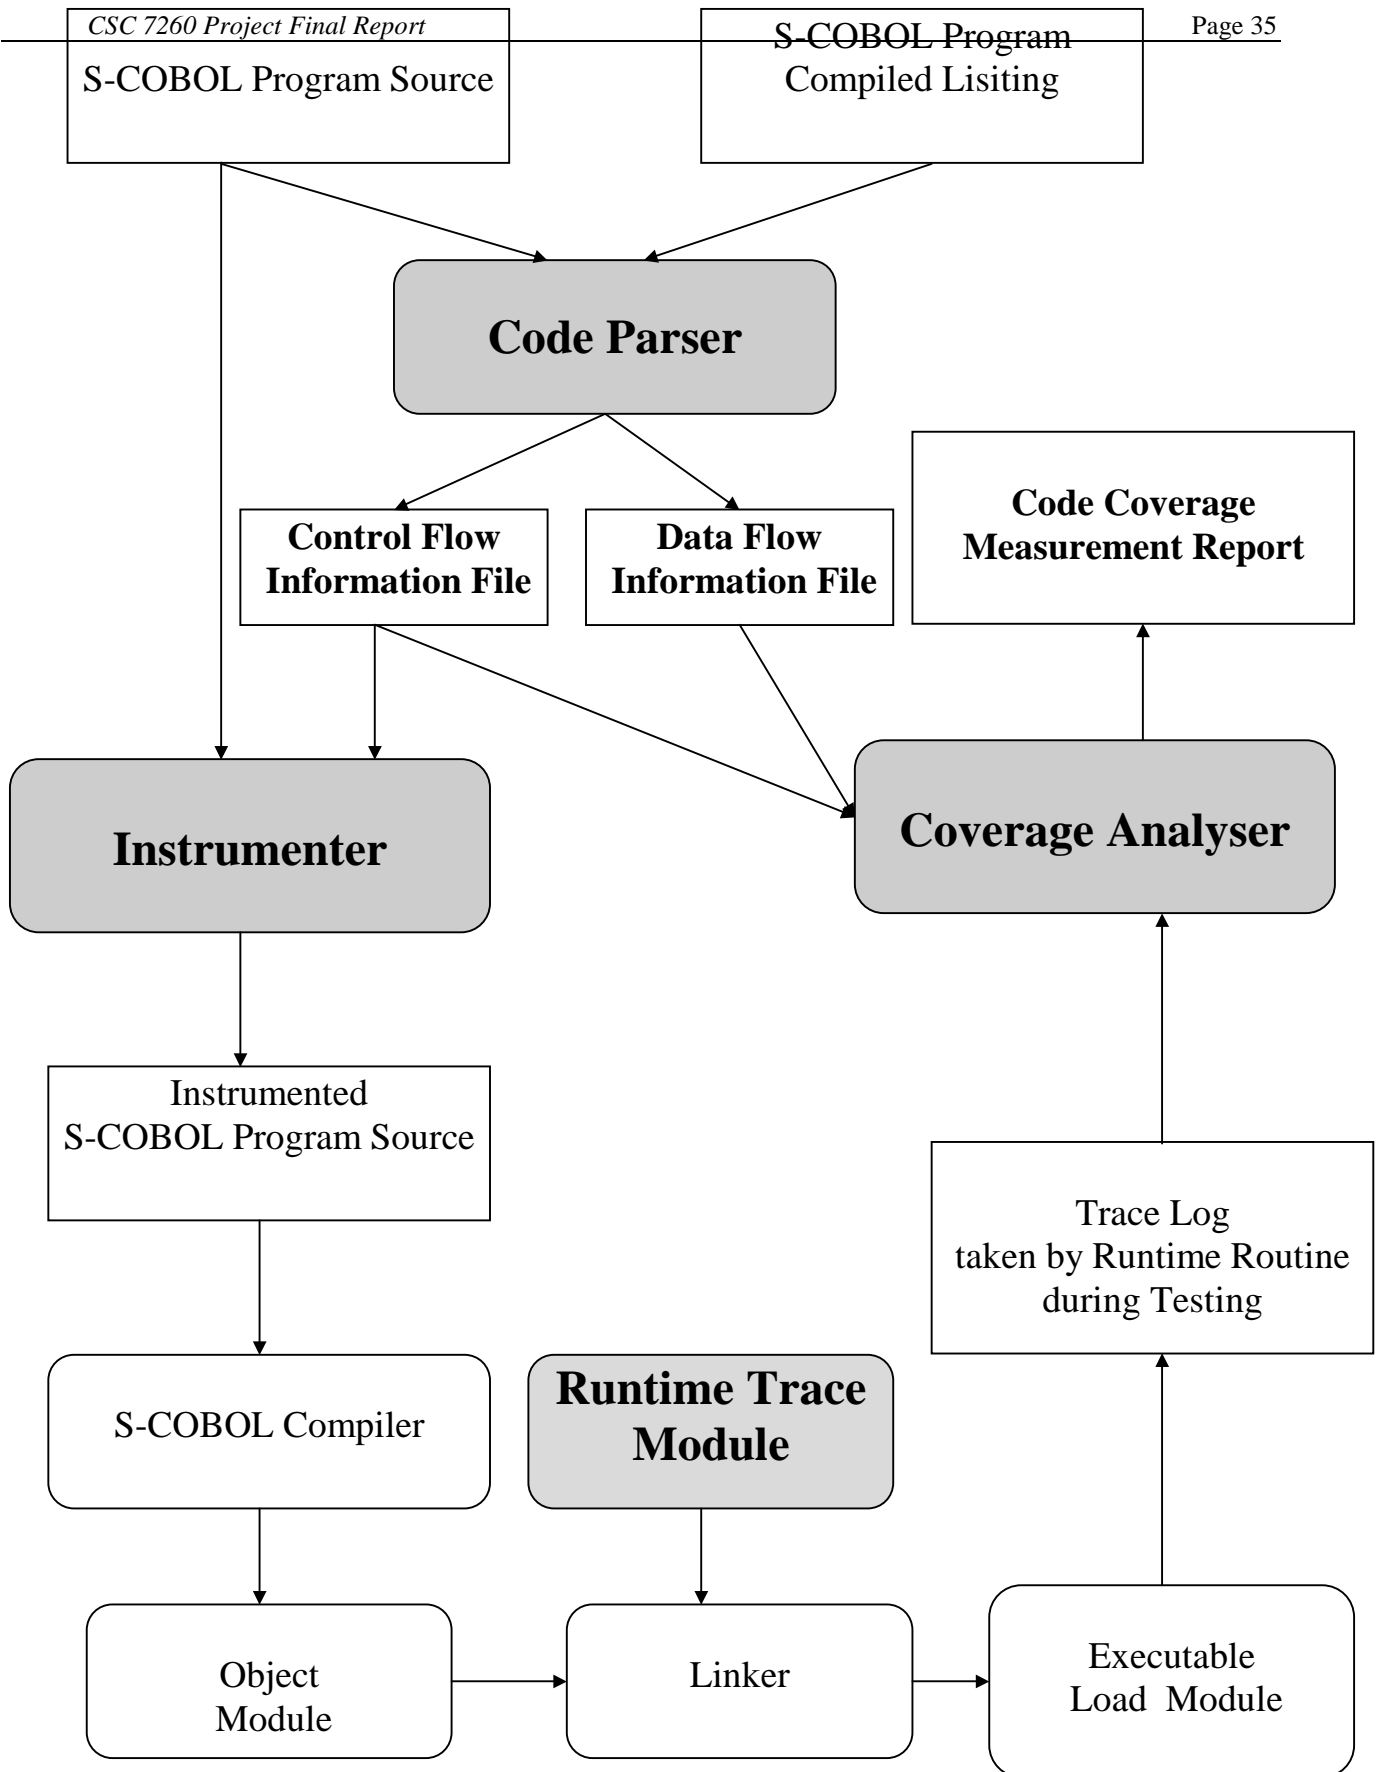 CSC 7260 Project Final Report
Page 35
S-COBOL Program Source
S-COBOL Program
Compiled Lisiting
Code Parser
Control Flow
Information File
Data Flow
Information File
Code Coverage
Measurement Report
Instrumenter
Coverage Analyser
Instrumented
S-COBOL Program Source
Trace Log
taken by Runtime Routine
during Testing
S-COBOL Compiler
Runtime Trace
Module
Object
Module
Linker
Executable
Load Module